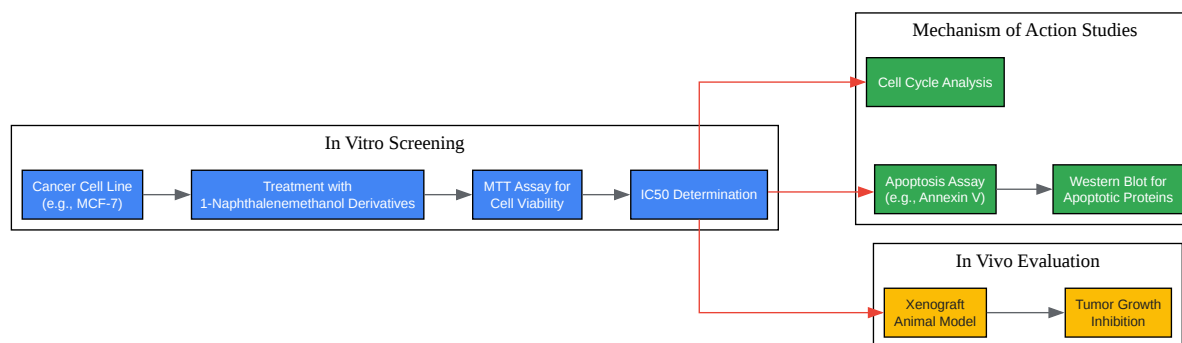 Mechanism of Action Studies
Cell Cycle Analysis
In Vitro Screening
Cancer Cell Line
(e.g., MCF-7)
Treatment with
1-Naphthalenemethanol Derivatives
MTT Assay for
Cell Viability
IC50 Determination
Apoptosis Assay
(e.g., Annexin V)
Western Blot for
Apoptotic Proteins
In Vivo Evaluation
Xenograft
Animal Model
Tumor Growth
Inhibition